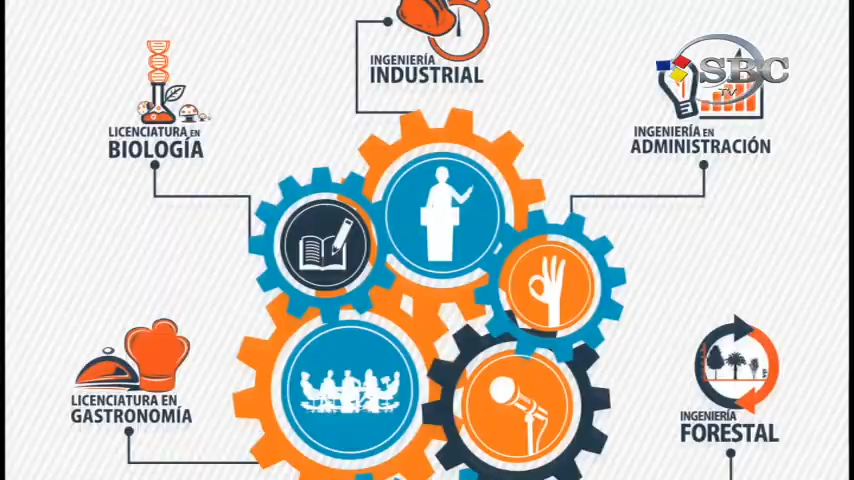 INGENIERÍA
INDUSTRIAL
SBC
TV
LICENCIATURA EN
BIOLOGÍA
INGENIERÍA EN
ADMINISTRACIÓN
LICENCIATURA EN
GASTRONOMÍA
INGENIERÍA
FORESTAL